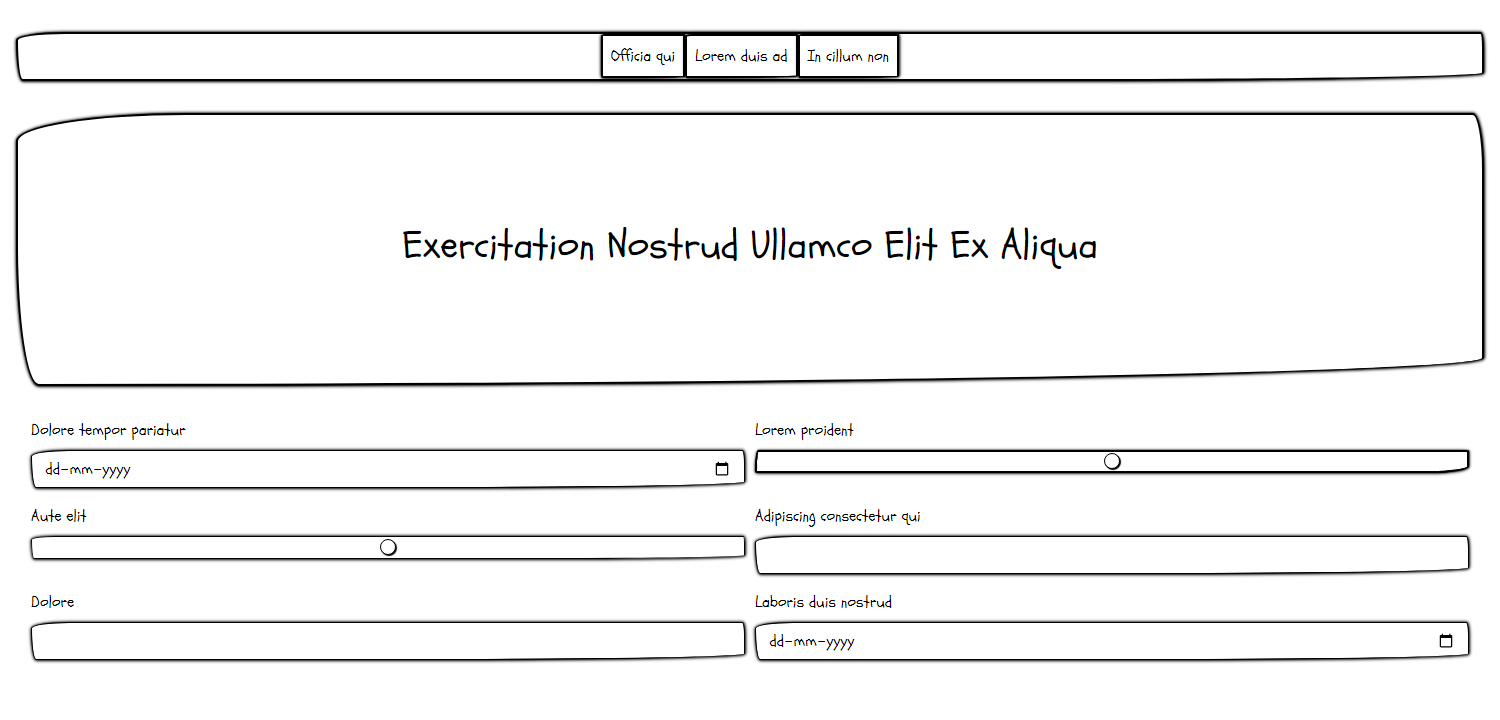 Officia qui
Lorem duis ad
In cillum non
Exercitation Nostrud Ullamco Elit Ex Aliqua
Dolore tempor pariatur
dd-mm-yyyy
Lorem proident
Aute elit
Adipiscing consectetur qui
Dolore
Laboris duis nostrud
dd-mm-yyyy